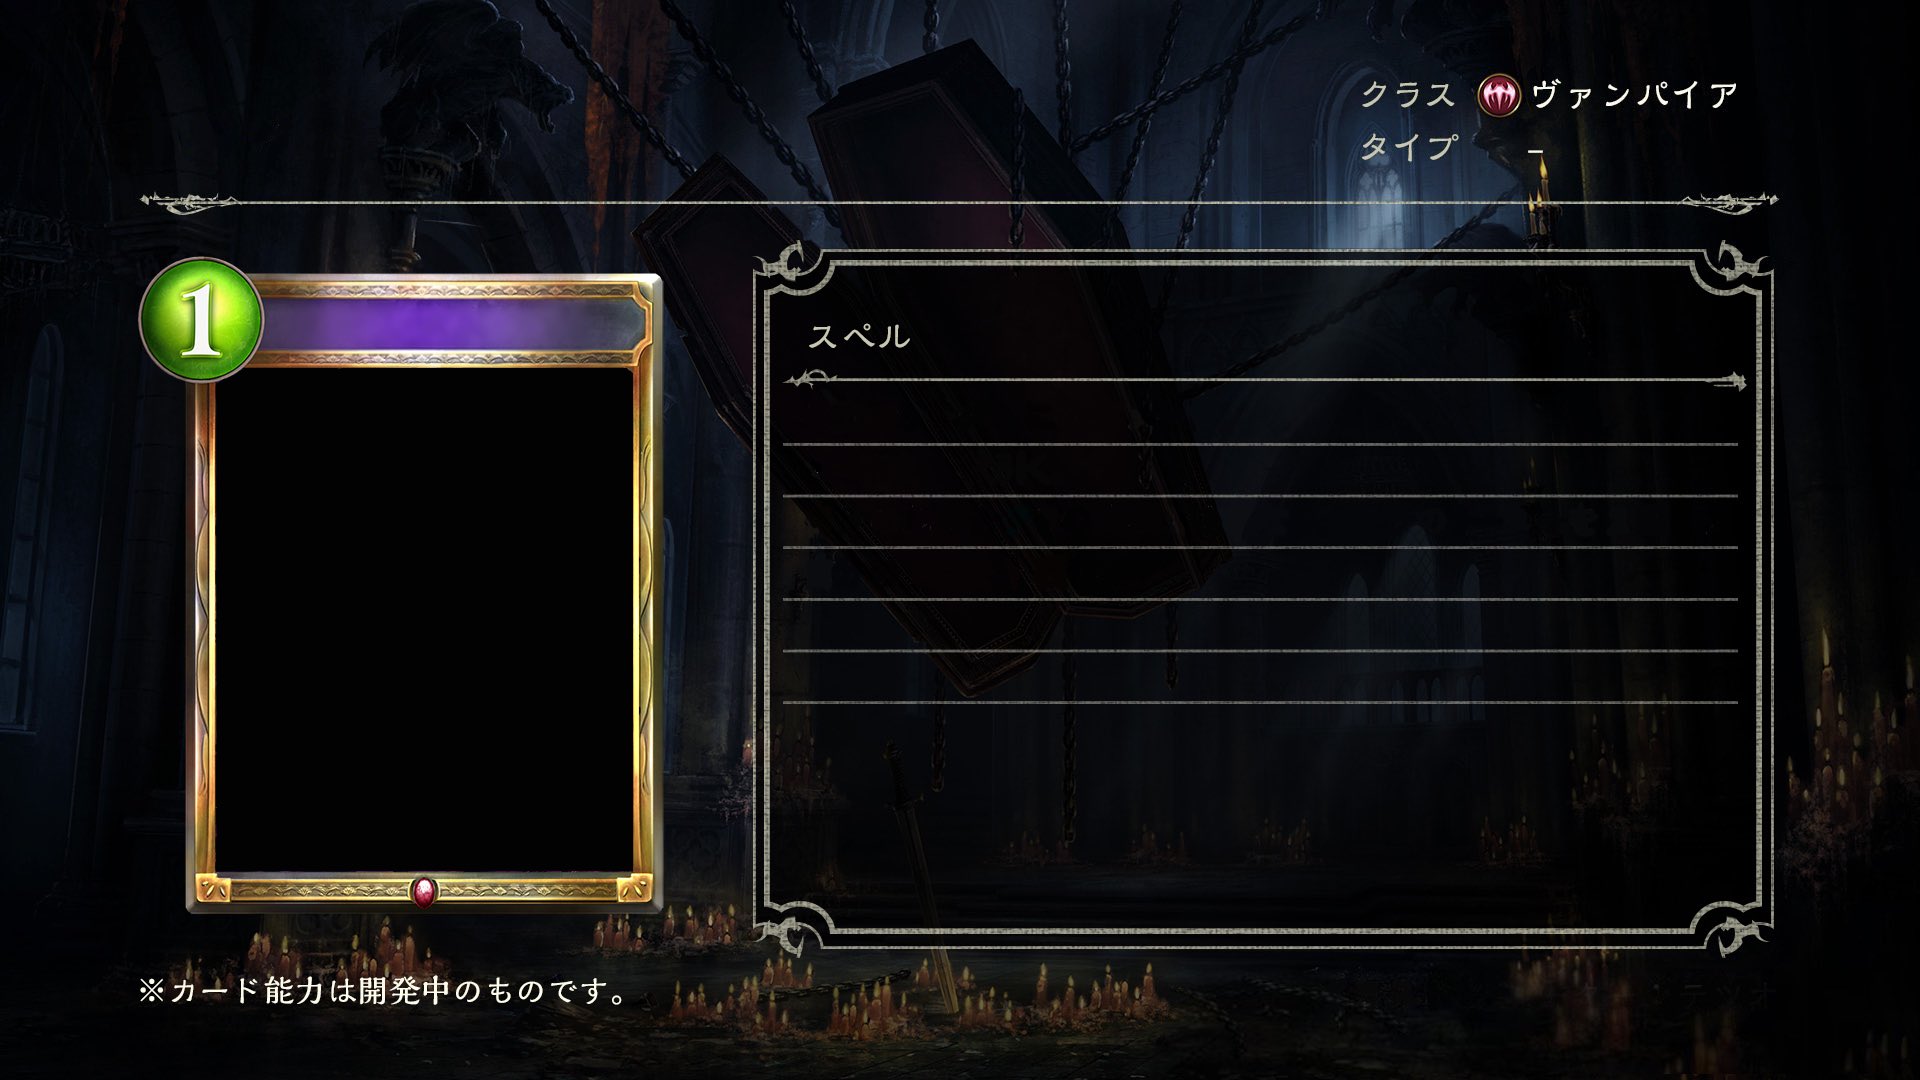 クラス ヴァンパイア
タイプ -
1
スペル
※カード能力は開発中のものです。